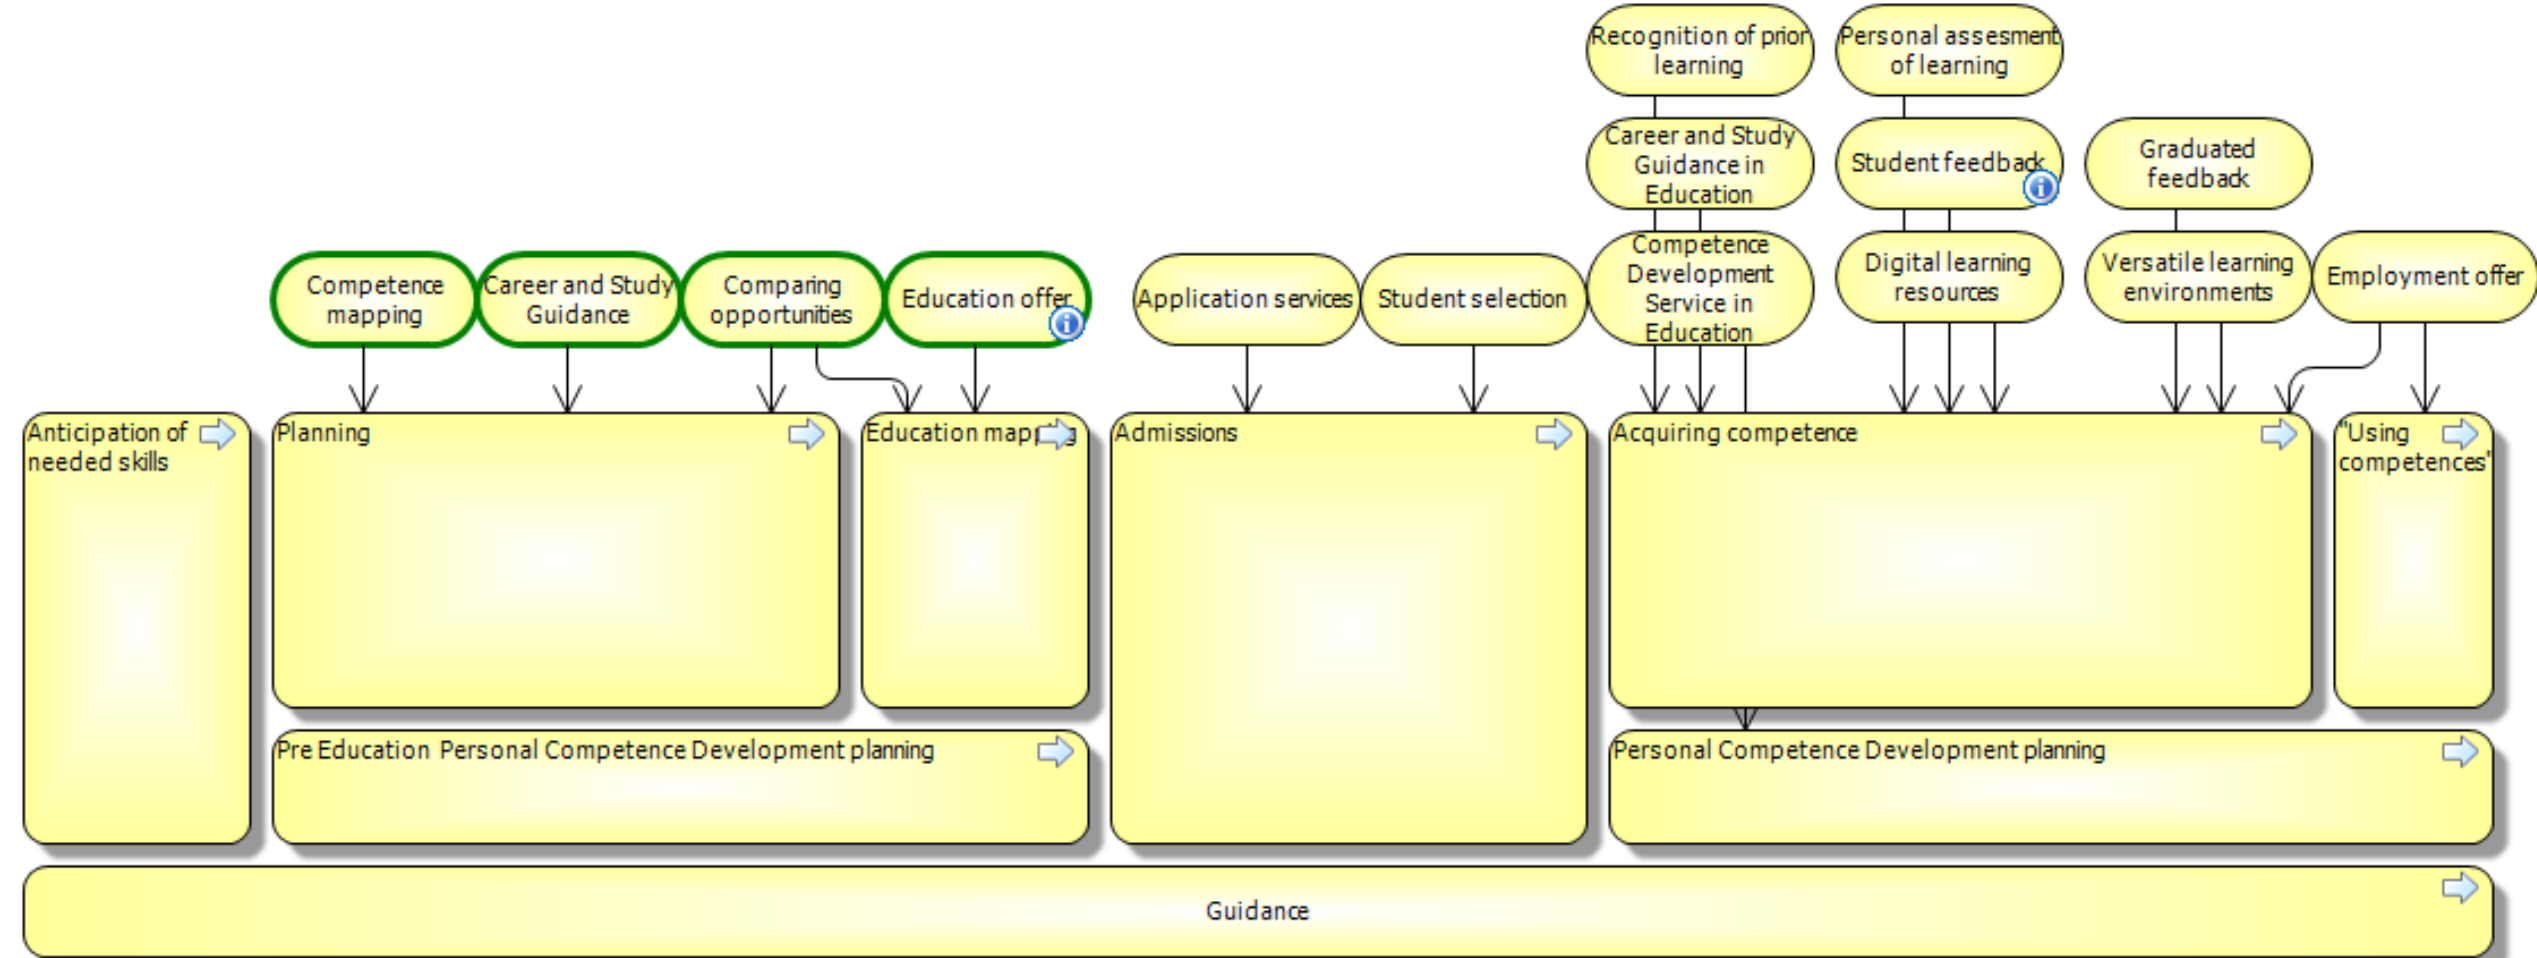 Recognition of prior
learning
Personal assesment
of learning
Career and Study
Guidance in
Education
Student feedback
Graduated
feedback
Competence
mapping
Career and Study
Guidance
Comparing
opportunities
Education offer
Application services
Student selection
Competence
Development
Service in
Education
Digital learning
resources
Versatile learning
environments
Employment offer
Anticipation of
needed skills
Planning
Education mapping
Admissions
Acquiring competence
"Using
competences"
Pre Education Personal Competence Development planning
Personal Competence Development planning
Guidance